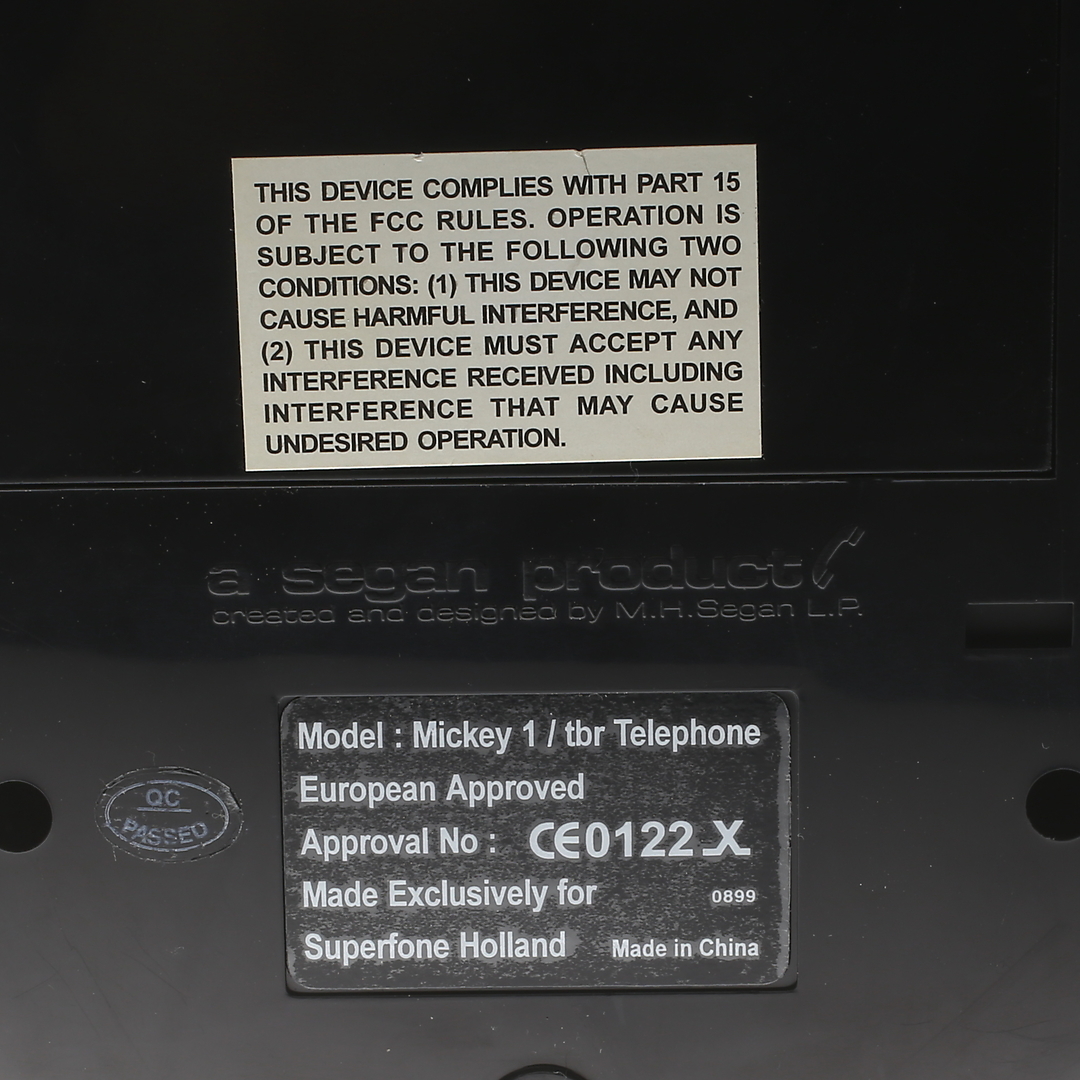 THIS DEVICE COMPLIES WITH PART 15
OF THE FCC RULES. OPERATION IS
SUBJECT TO THE FOLLOWING TWO
CONDITIONS: (1) THIS DEVICE MAY NOT
CAUSE HARMFUL INTERFERENCE, AND
(2) THIS DEVICE MUST ACCEPT ANY
INTERFERENCE RECEIVED INCLUDING
INTERFERENCE THAT MAY CAUSE
UNDESIRED OPERATION.
a segan product
created and designed by M.H.Segan L.P.
Model : Mickey 1 / tbr Telephone
European Approved
Approval No : CE0122 X
Made Exclusively for 0899
Superfone Holland Made in China
QC
PASSED